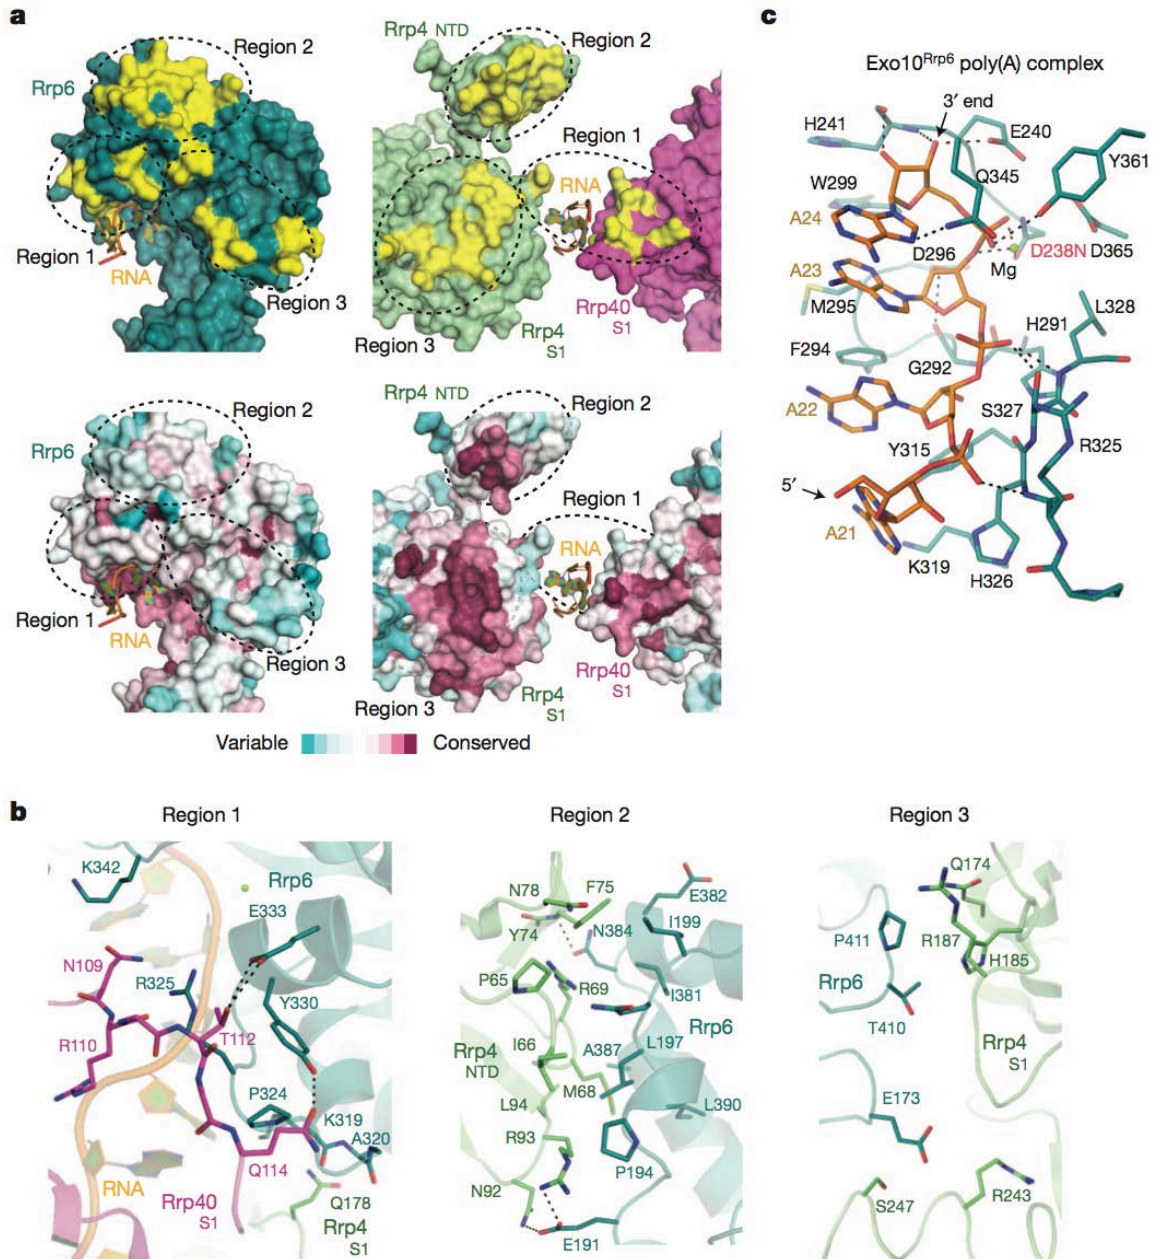 a
Region 2
Rrp6
Region 1
RNA
Region 3
Rrp4 NTD
Region 2
Region 1
RNA
Rrp40
S1
Rrp4
S1
Region 3
Region 2
Rrp6
Region 1
RNA
Region 3
Rrp4 NTD
Region 2
Region 1
RNA
Rrp40
S1
Rrp4
S1
Region 3
Variable
Conserved
c
Exo10Rrp6 poly(A) complex
3′ end
H241
E240
Y361
Q345
W299
A24
D296
D238N
D365
Mg
A23
M295
L328
H291
F294
G292
A22
S327
R325
Y315
5′
A21
K319
H326
b
Region 1
K342
Rrp6
E333
N109
R325
Y330
R110
T112
P324
K319
A320
Q114
RNA
Rrp40
S1
Q178
Rrp4
S1
Region 2
N78
F75
E382
Y74
N384
I199
P65
R69
I381
Rrp6
Rrp4
NTD
I66
A387
L197
M68
L94
L390
R93
P194
N92
E191
Region 3
Q174
P411
R187
H185
Rrp6
T410
Rrp4
S1
E173
S247
R243